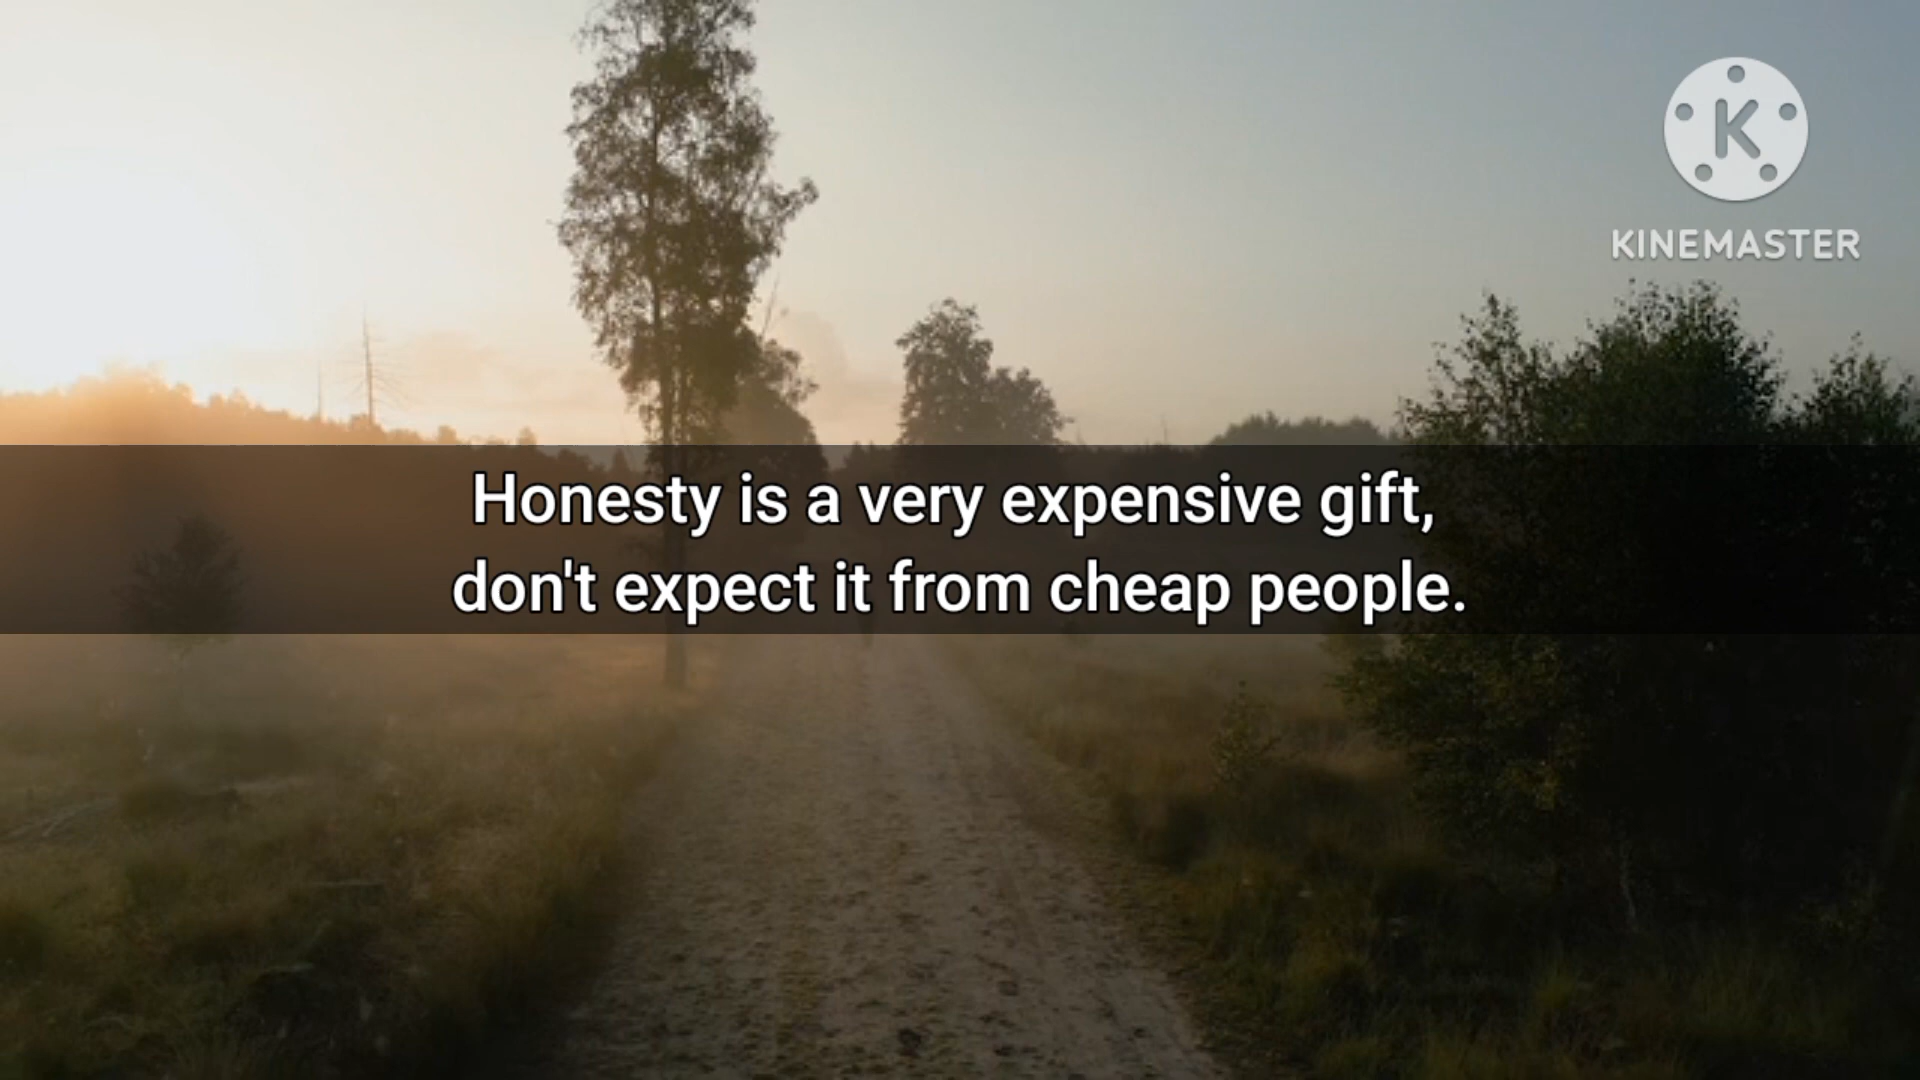 K
KINEMASTER
Honesty is a very expensive gift,
don't expect it from cheap people.